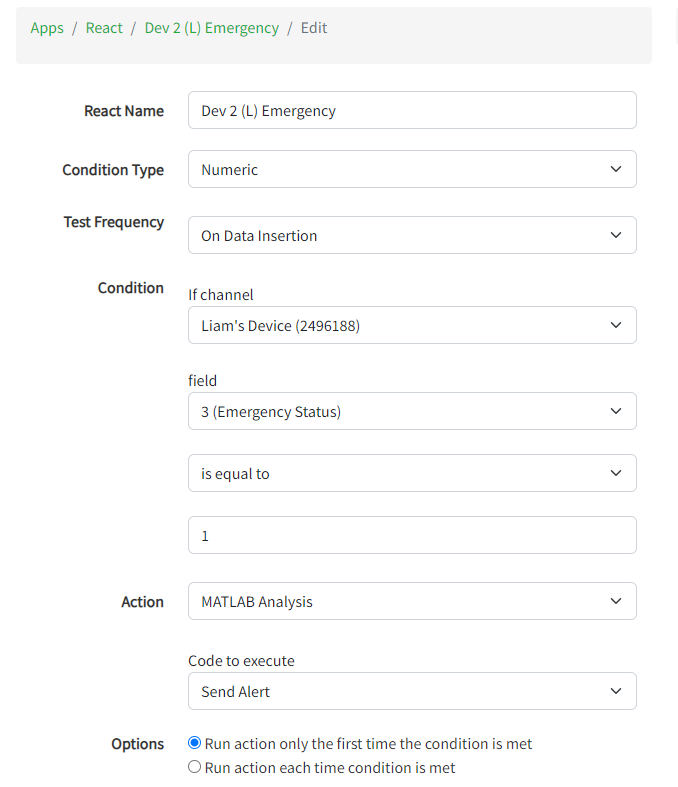 Apps / React / Dev 2 (L) Emergency / Edit
React Name Dev 2 (L) Emergency
Condition Type Numeric
Test Frequency
On Data Insertion
Condition
If channel
Liam's Device (2496188)
field
3 (Emergency Status)
is equal to
1
Action MATLAB Analysis
Code to execute
Send Alert
Options Run action only the first time the condition is met
Run action each time condition is met